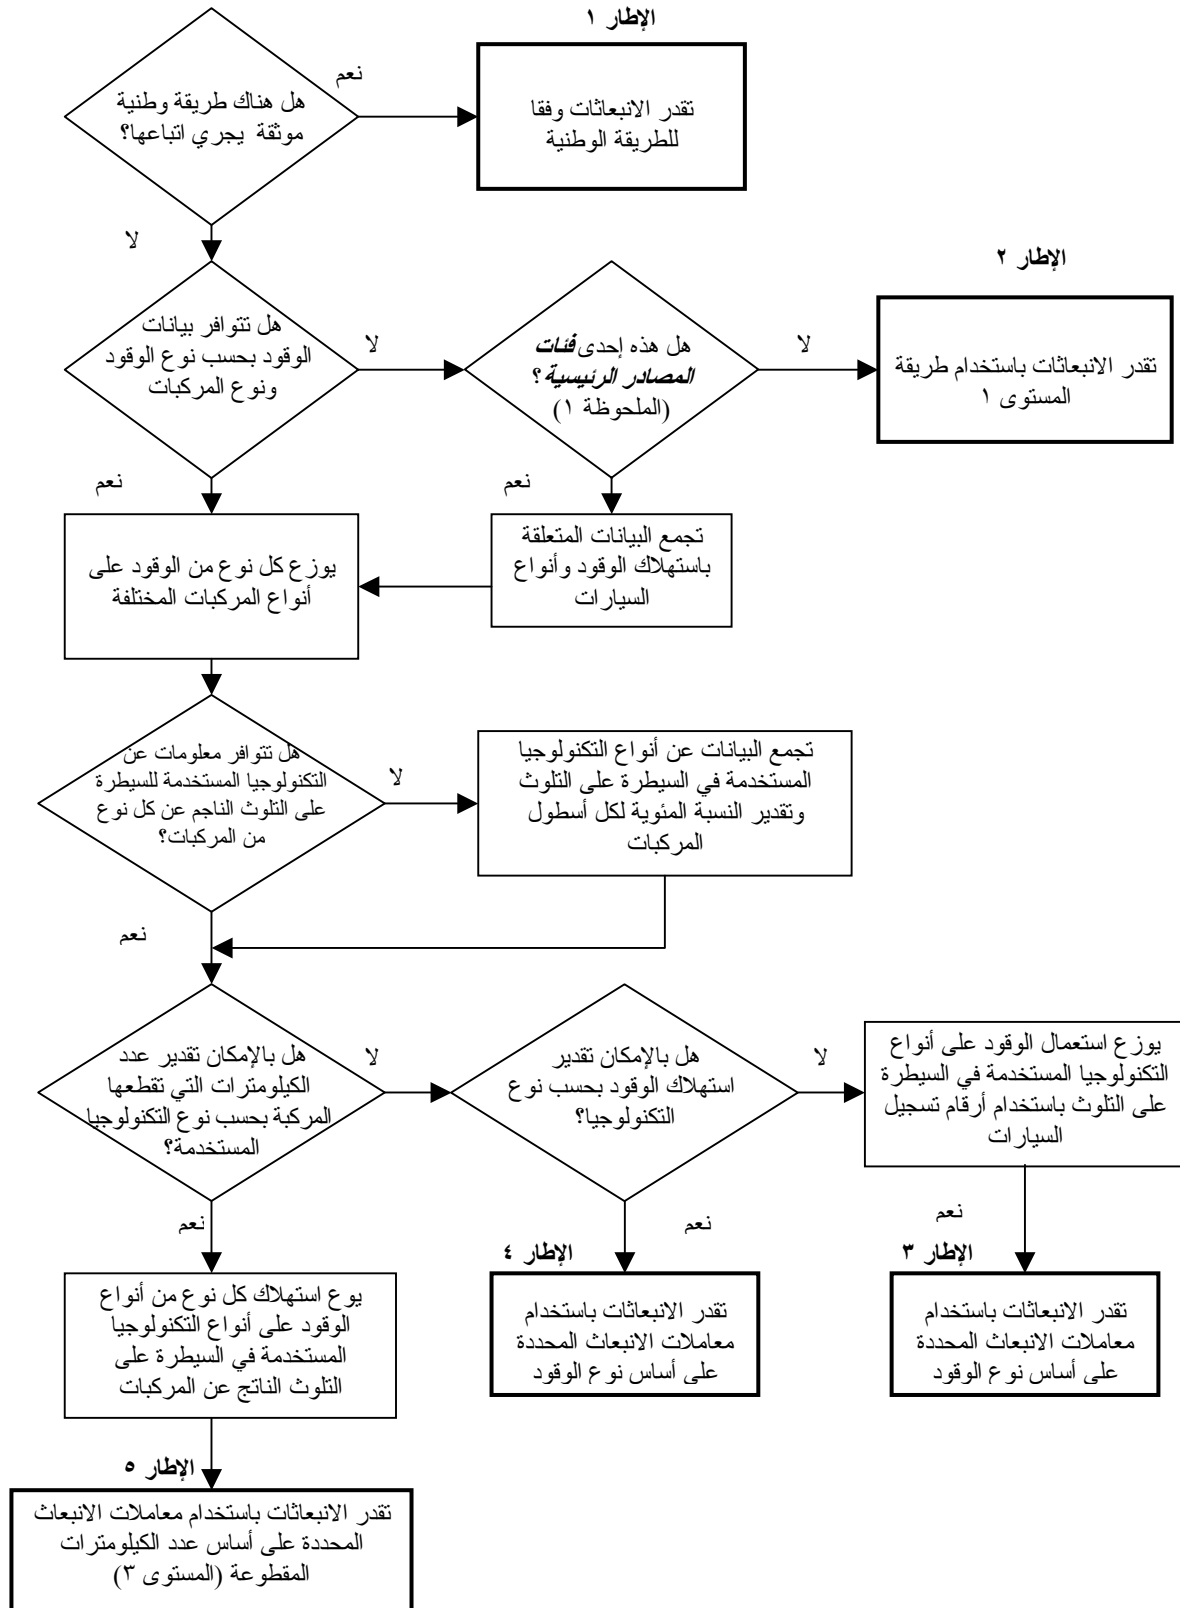 الإطار ١
نعم
هل هناك طريقة وطنية
موثقة يجري اتباعها؟
تقدر الانبعاثات وفقا
للطريقة الوطنية
لا
الإطار ٢
هل تتوافر بيانات
الوقود بحسب نوع الوقود
ونوع المركبات
لا
هل هذه إحدى فئات
المصادر الرئيسية؟
(الملحوظة ١)
لا
تقدر الانبعاثات باستخدام طريقة
المستوى ١
نعم
نعم
يوزع كل نوع من الوقود على
أنواع المركبات المختلفة
تجمع البيانات المتعلقة
باستهلاك الوقود وأنواع
السيارات
هل تتوافر معلومات عن
التكنولوجيا المستخدمة للسيطرة
على التلوث الناجم عن كل نوع
من المركبات؟
لا
تجمع البيانات عن أنواع التكنولوجيا
المستخدمة في السيطرة على التلوث
وتقدير النسبة المئوية لكل أسطول
المركبات
نعم
هل بالإمكان تقدير عدد
الكيلومترات التي تقطعها
المركبة بحسب نوع التكنولوجيا
المستخدمة؟
لا
هل بالإمكان تقدير
استهلاك الوقود بحسب نوع
التكنولوجيا؟
لا
يوزع استعمال الوقود على أنواع
التكنولوجيا المستخدمة في السيطرة
على التلوث باستخدام أرقام تسجيل
السيارات
نعم
نعم
نعم
الإطار ٤
الإطار ٣
يوع استهلاك كل نوع من أنواع
الوقود على أنواع التكنولوجيا
المستخدمة في السيطرة على
التلوث الناتج عن المركبات
تقدر الانبعاثات باستخدام
معاملات الانبعاث المحددة
على أساس نوع الوقود
تقدر الانبعاثات باستخدام
معاملات الانبعاث المحددة
على أساس نوع الوقود
الإطار ٥
تقدر الانبعاثات باستخدام معاملات الانبعاث
المحددة على أساس عدد الكيلومترات
المقطوعة (المستوى ٣)